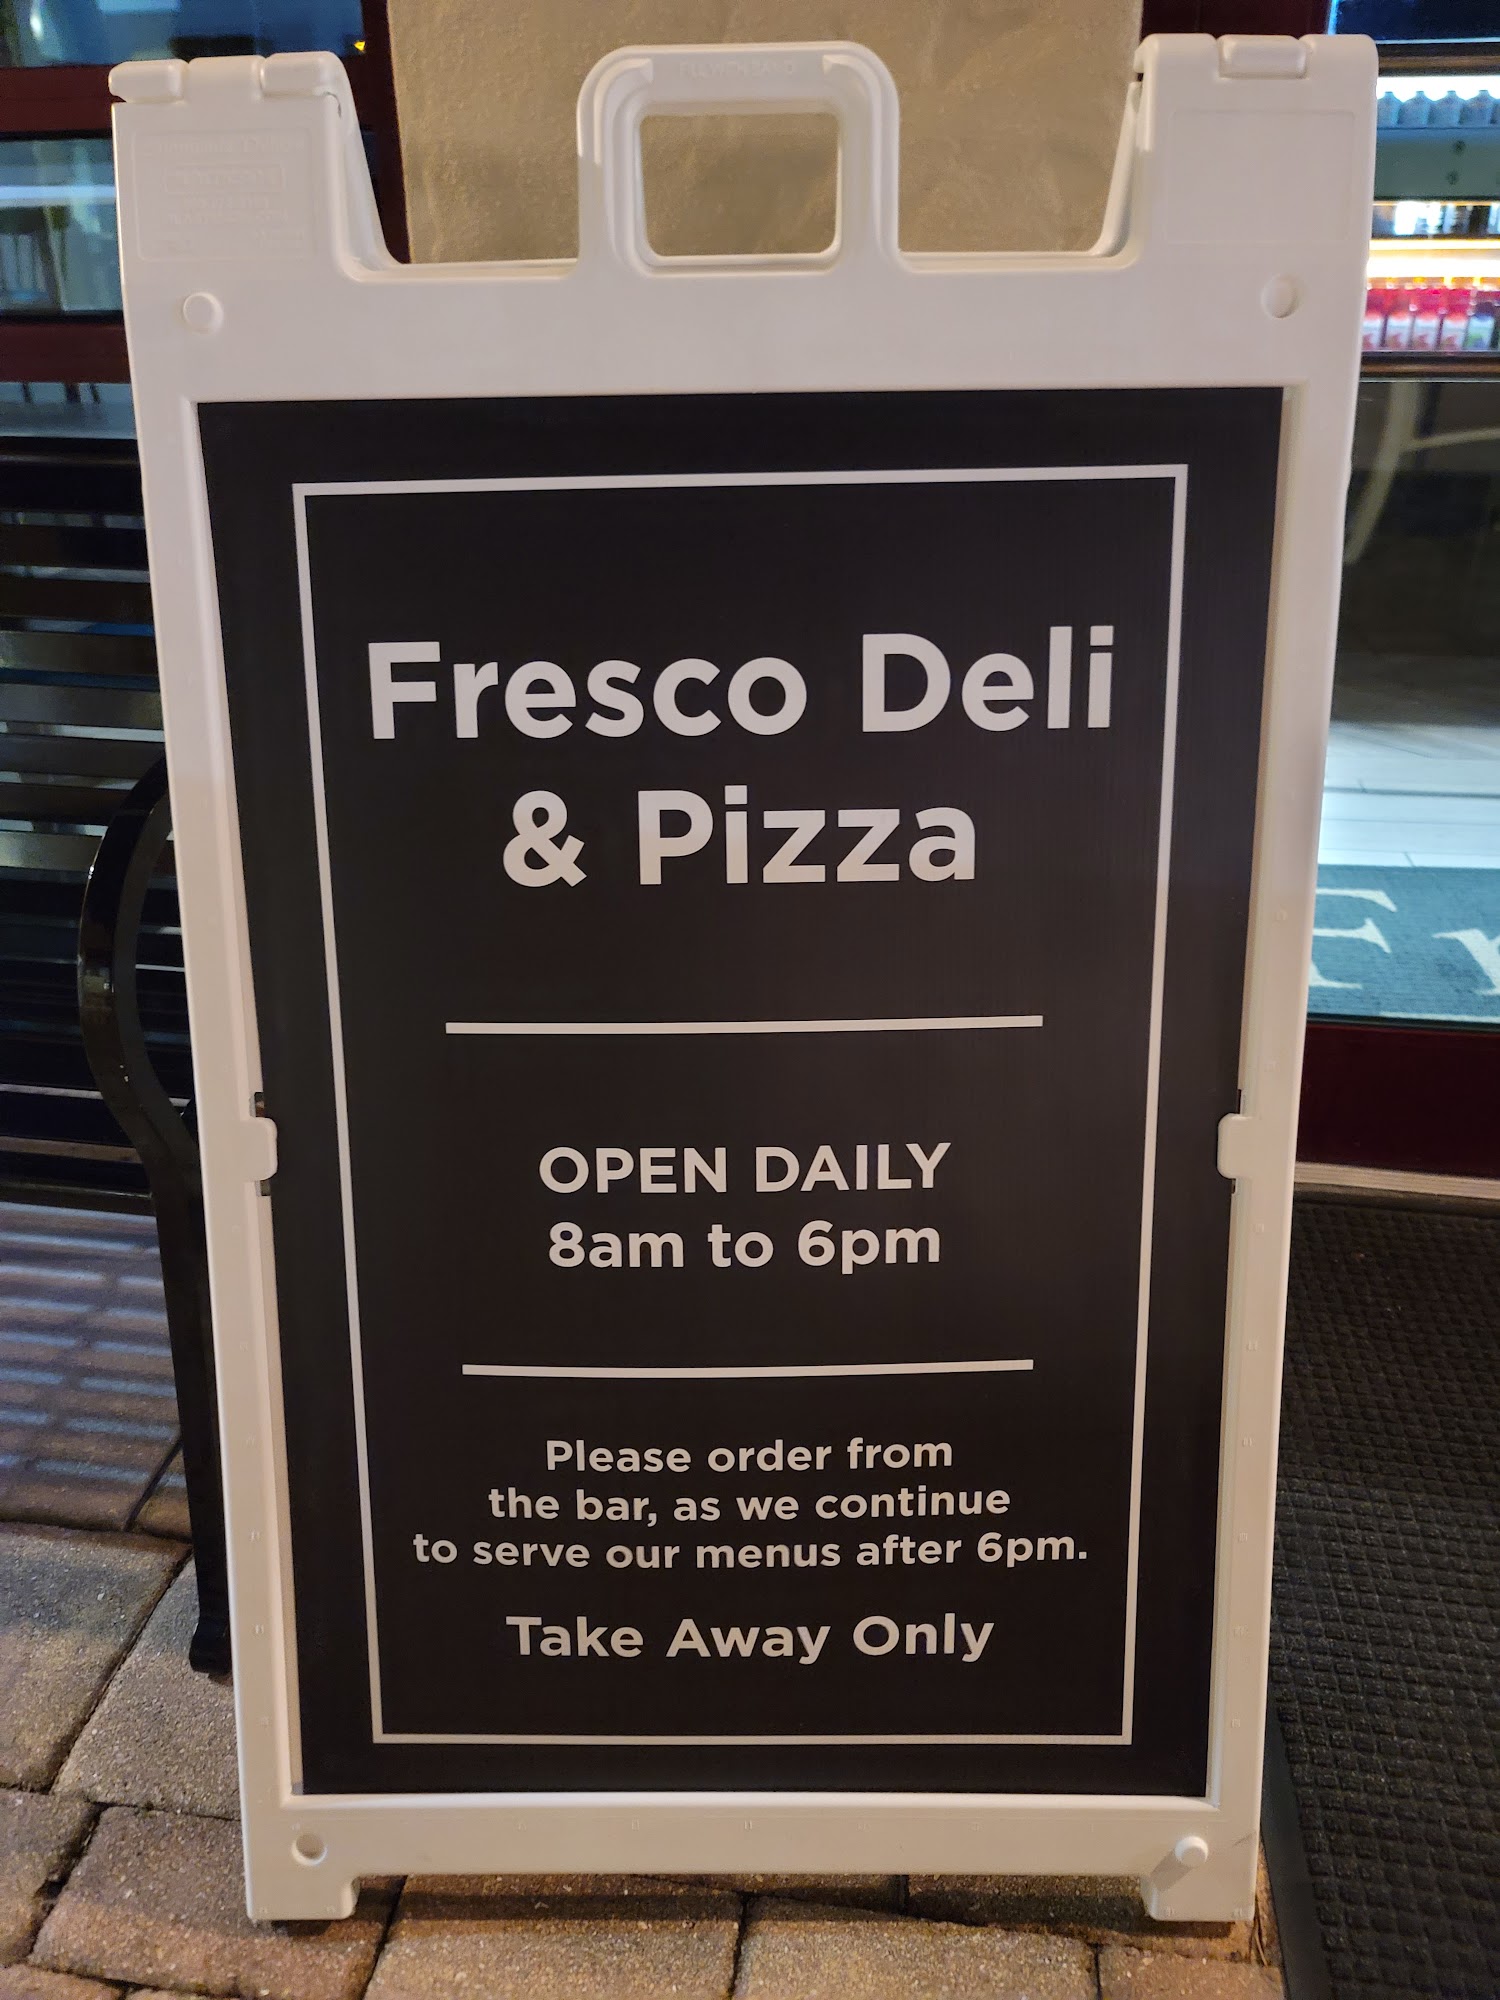 Fresco Deli
& Pizza
OPEN DAILY
8am to 6pm
Please order from
the bar, as we continue
to serve our menus after 6pm.
Take Away Only
Fr